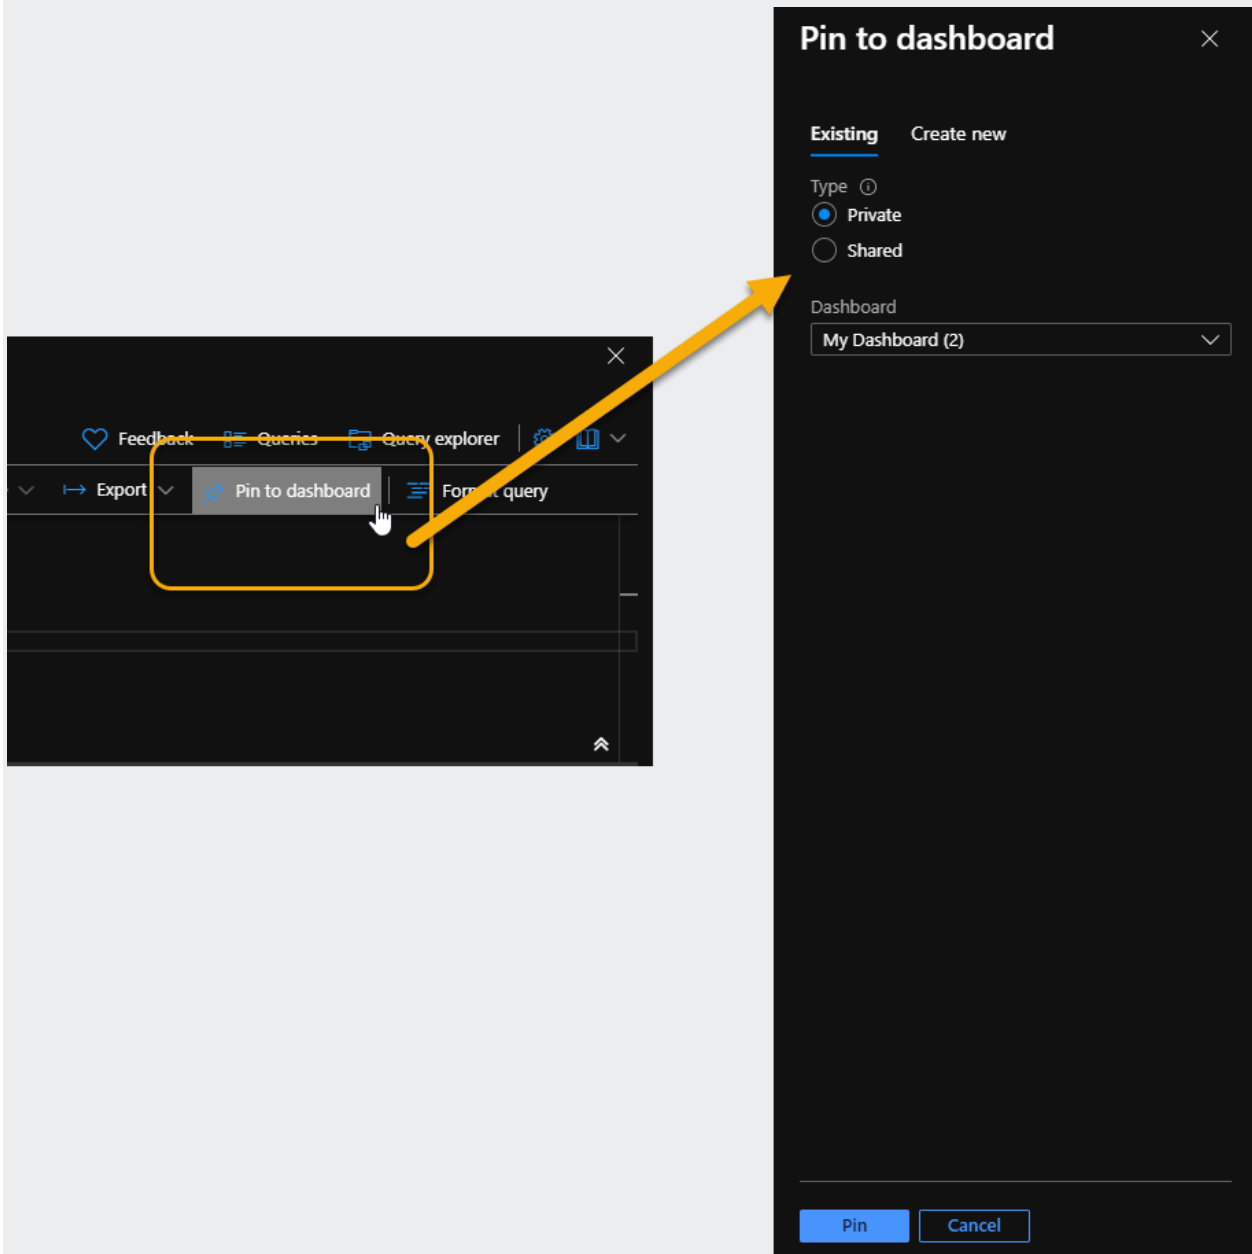 Pin to dashboard
Existing Create new
Type
Private
Shared
Dashboard
My Dashboard (2)
Feedback Queries Query explorer
Export Pin to dashboard Format query
Pin Cancel